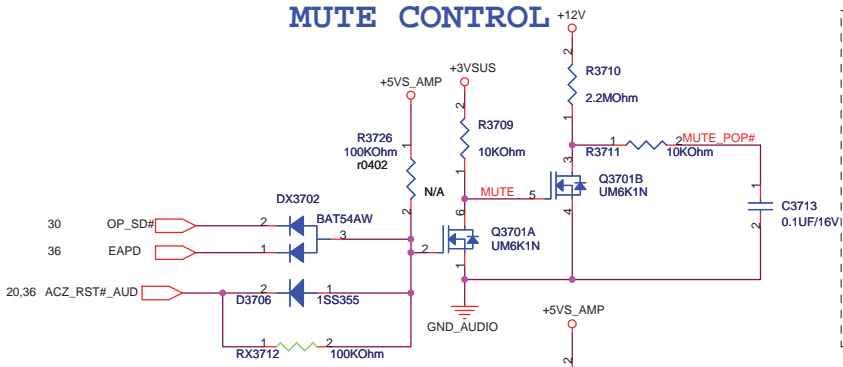 MUTE CONTROL
+12V
2
R3710
2.2MOhm
1
+5VS_AMP
+3VSUS
2
R3709
10KOhm
1
R3726
100KOhm
r0402
1
2
N/A
MUTE
5
3
Q3701B
UM6K1N
4
1
R3711
2
10KOhm
MUTE_POP#
1
C3713
0.1UF/16V
2
DX3702
BAT54AW
30 OP_SD#
2
3
36 EAPD
1
2
6
Q3701A
UM6K1N
1
20,36 ACZ_RST#_AUD
2
1
D3706
1SS355
GND_AUDIO
1
2
RX3712
100KOhm
+5VS_AMP
2